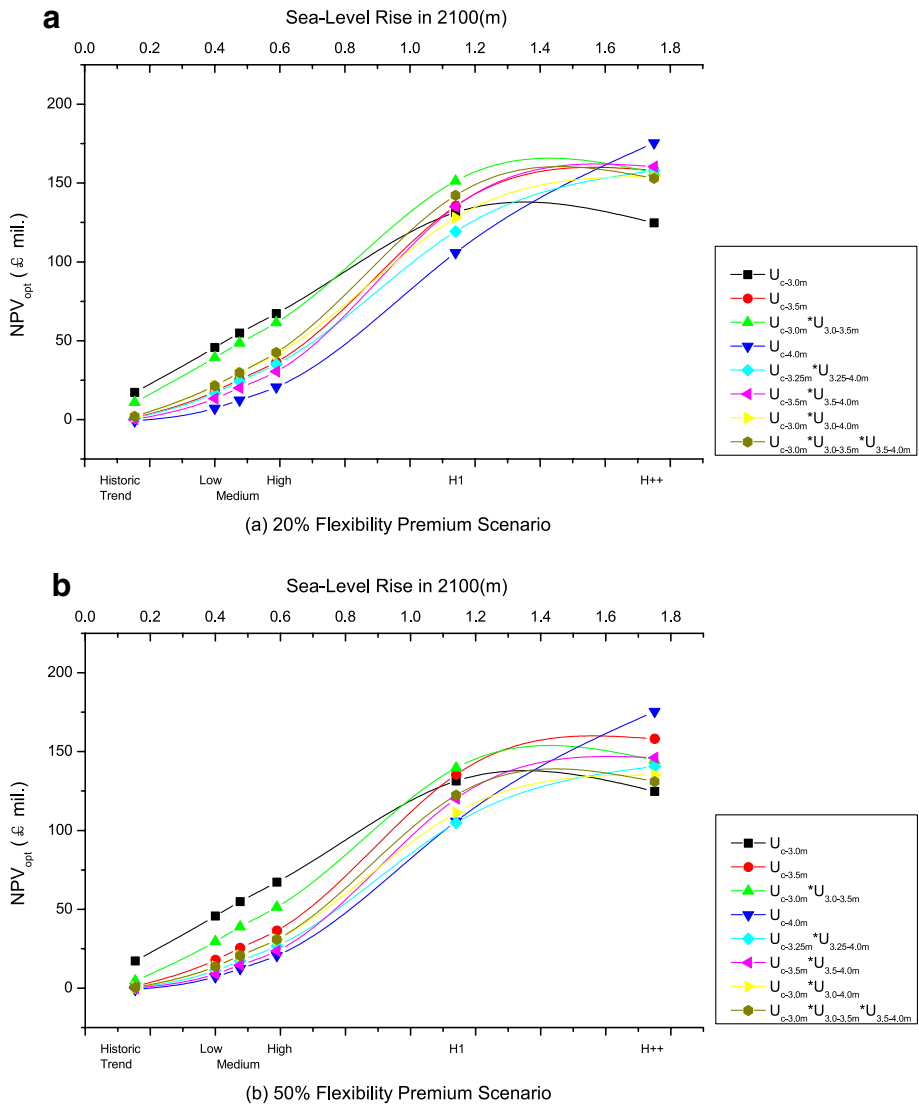 a
Sea-Level Rise in 2100(m)
0.0 0.2 0.4 0.6 0.8 1.0 1.2 1.4 1.6 1.8
200
150
100
50
0
NPVopt ( £ mil.)
Historic Trend
Low
Medium
High
H1
H++
Uc-3.0m
Uc-3.5m
Uc-3.0m*U3.0-3.5m
Uc-4.0m
Uc-3.25m*U3.25-4.0m
Uc-3.5m*U3.5-4.0m
Uc-3.0m*U3.0-4.0m
Uc-3.0m*U3.0-3.5m*U3.5-4.0m
(a) 20% Flexibility Premium Scenario
b
Sea-Level Rise in 2100(m)
0.0 0.2 0.4 0.6 0.8 1.0 1.2 1.4 1.6 1.8
200
150
100
50
0
NPVopt ( £ mil.)
Historic Trend
Low
Medium
High
H1
H++
Uc-3.0m
Uc-3.5m
Uc-3.0m*U3.0-3.5m
Uc-4.0m
Uc-3.25m*U3.25-4.0m
Uc-3.5m*U3.5-4.0m
Uc-3.0m*U3.0-4.0m
Uc-3.0m*U3.0-3.5m*U3.5-4.0m
(b) 50% Flexibility Premium Scenario